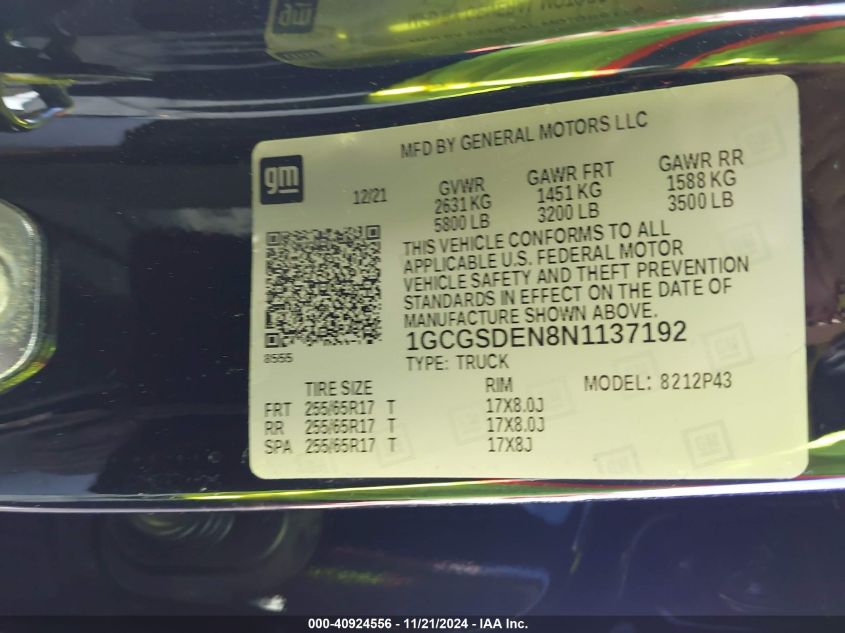 MFD BY GENERAL MOTORS LLC
gm
12/21
GVWR GAWR FRT GAWR RR
2631 KG 1451 KG 1588 KG
5800 LB 3200 LB 3500 LB
THIS VEHICLE CONFORMS TO ALL
APPLICABLE U.S. FEDERAL MOTOR
VEHICLE SAFETY AND THEFT PREVENTION
STANDARDS IN EFFECT ON THE DATE OF
MANUFACTURE SHOWN ABOVE.
8555
1GCGSDEN8N1137192
TYPE: TRUCK
TIRE SIZE RIM MODEL: 8212P43
FRT 255/65R17 T 17X8.0J
RR 255/65R17 T 17X8.0J
SPA 255/65R17 T 17X8J
000-40924556 - 11/21/2024 - IAA Inc.